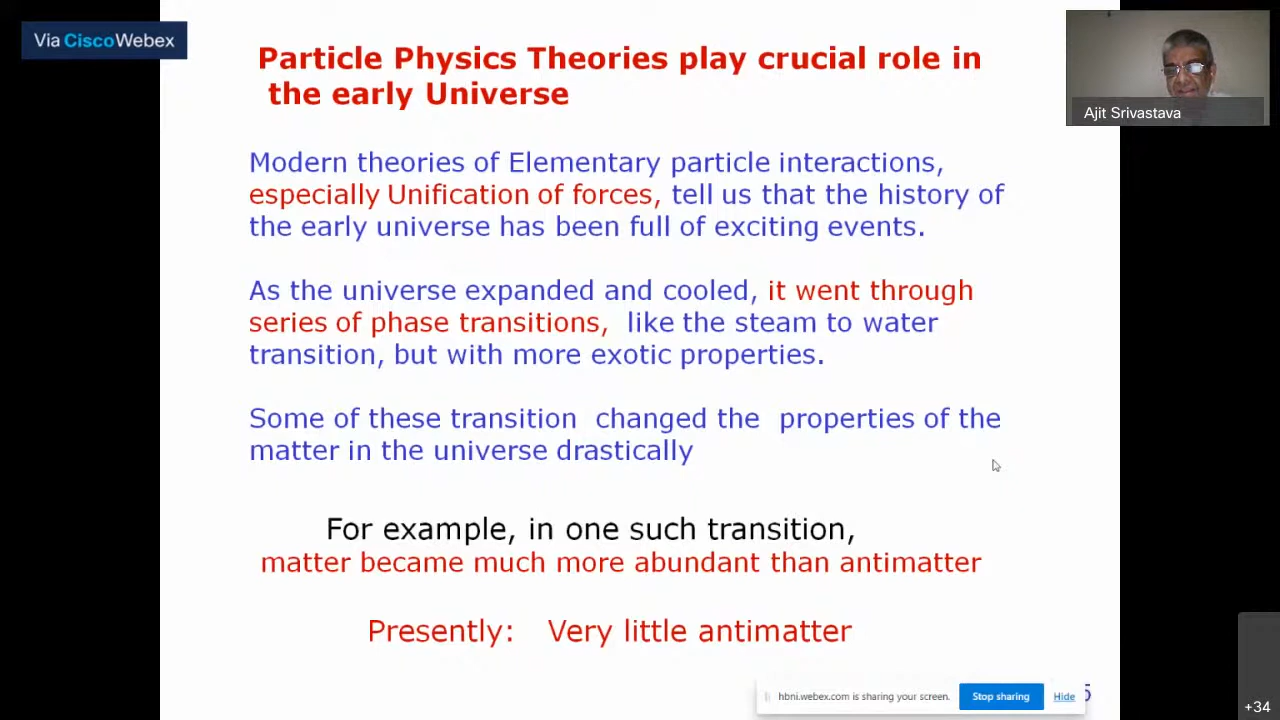 Via CiscoWebex
Particle Physics Theories play crucial role in
the early Universe
Ajit Srivastava
Modern theories of Elementary particle interactions,
especially Unification of forces, tell us that the history of
the early universe has been full of exciting events.
As the universe expanded and cooled, it went through
series of phase transitions, like the steam to water
transition, but with more exotic properties.
Some of these transition changed the properties of the
matter in the universe drastically
For example, in one such transition,
matter became much more abundant than antimatter
Presently: Very little antimatter
hbni.webex.com is sharing your screen. Stop sharing Hide 5
+34